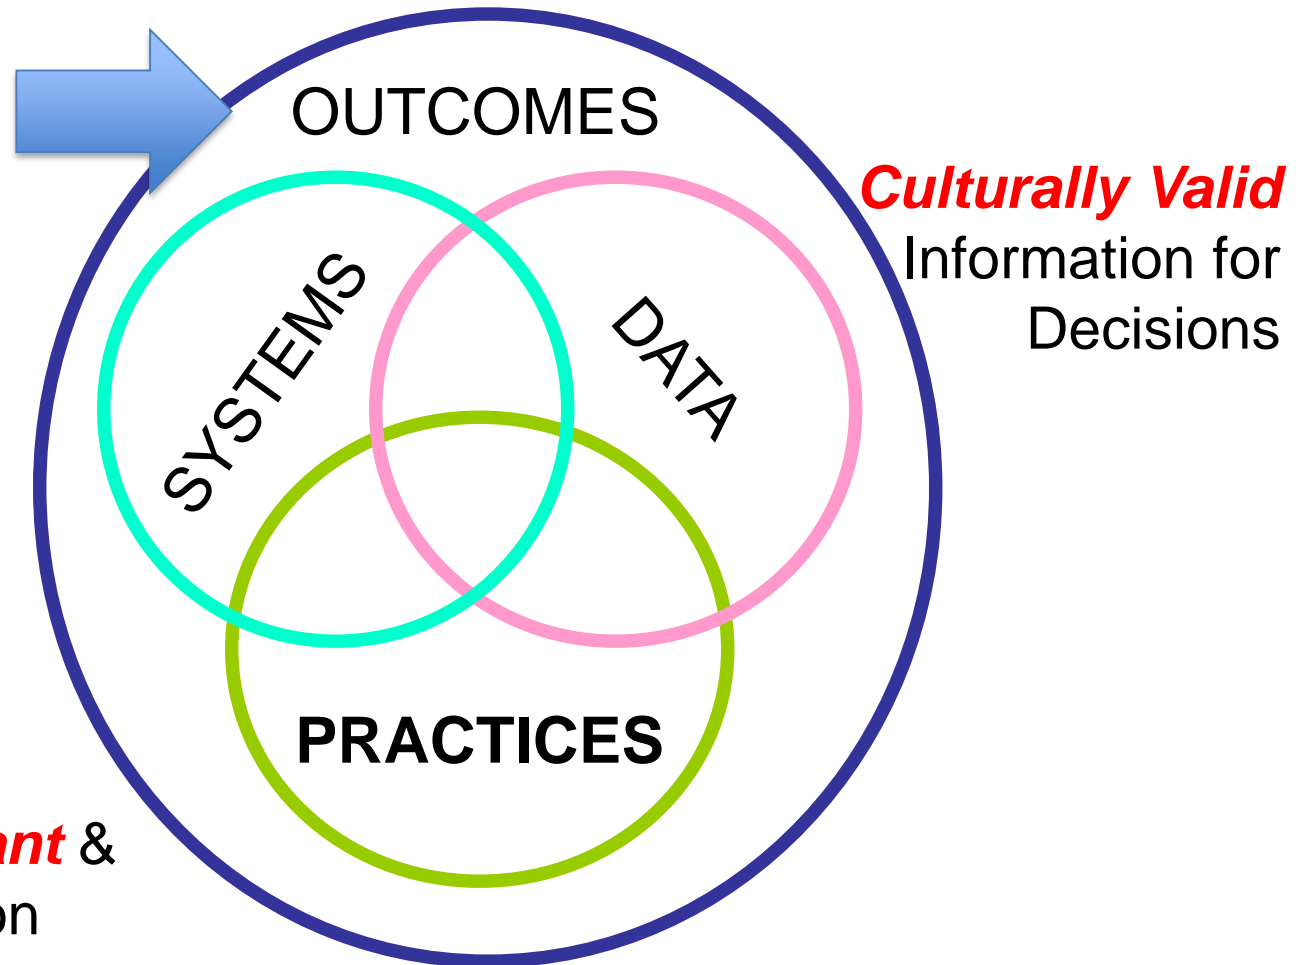 OUTCOMES
Culturally Valid
Information for
Decisions
SYSTEMS
DATA
PRACTICES
&